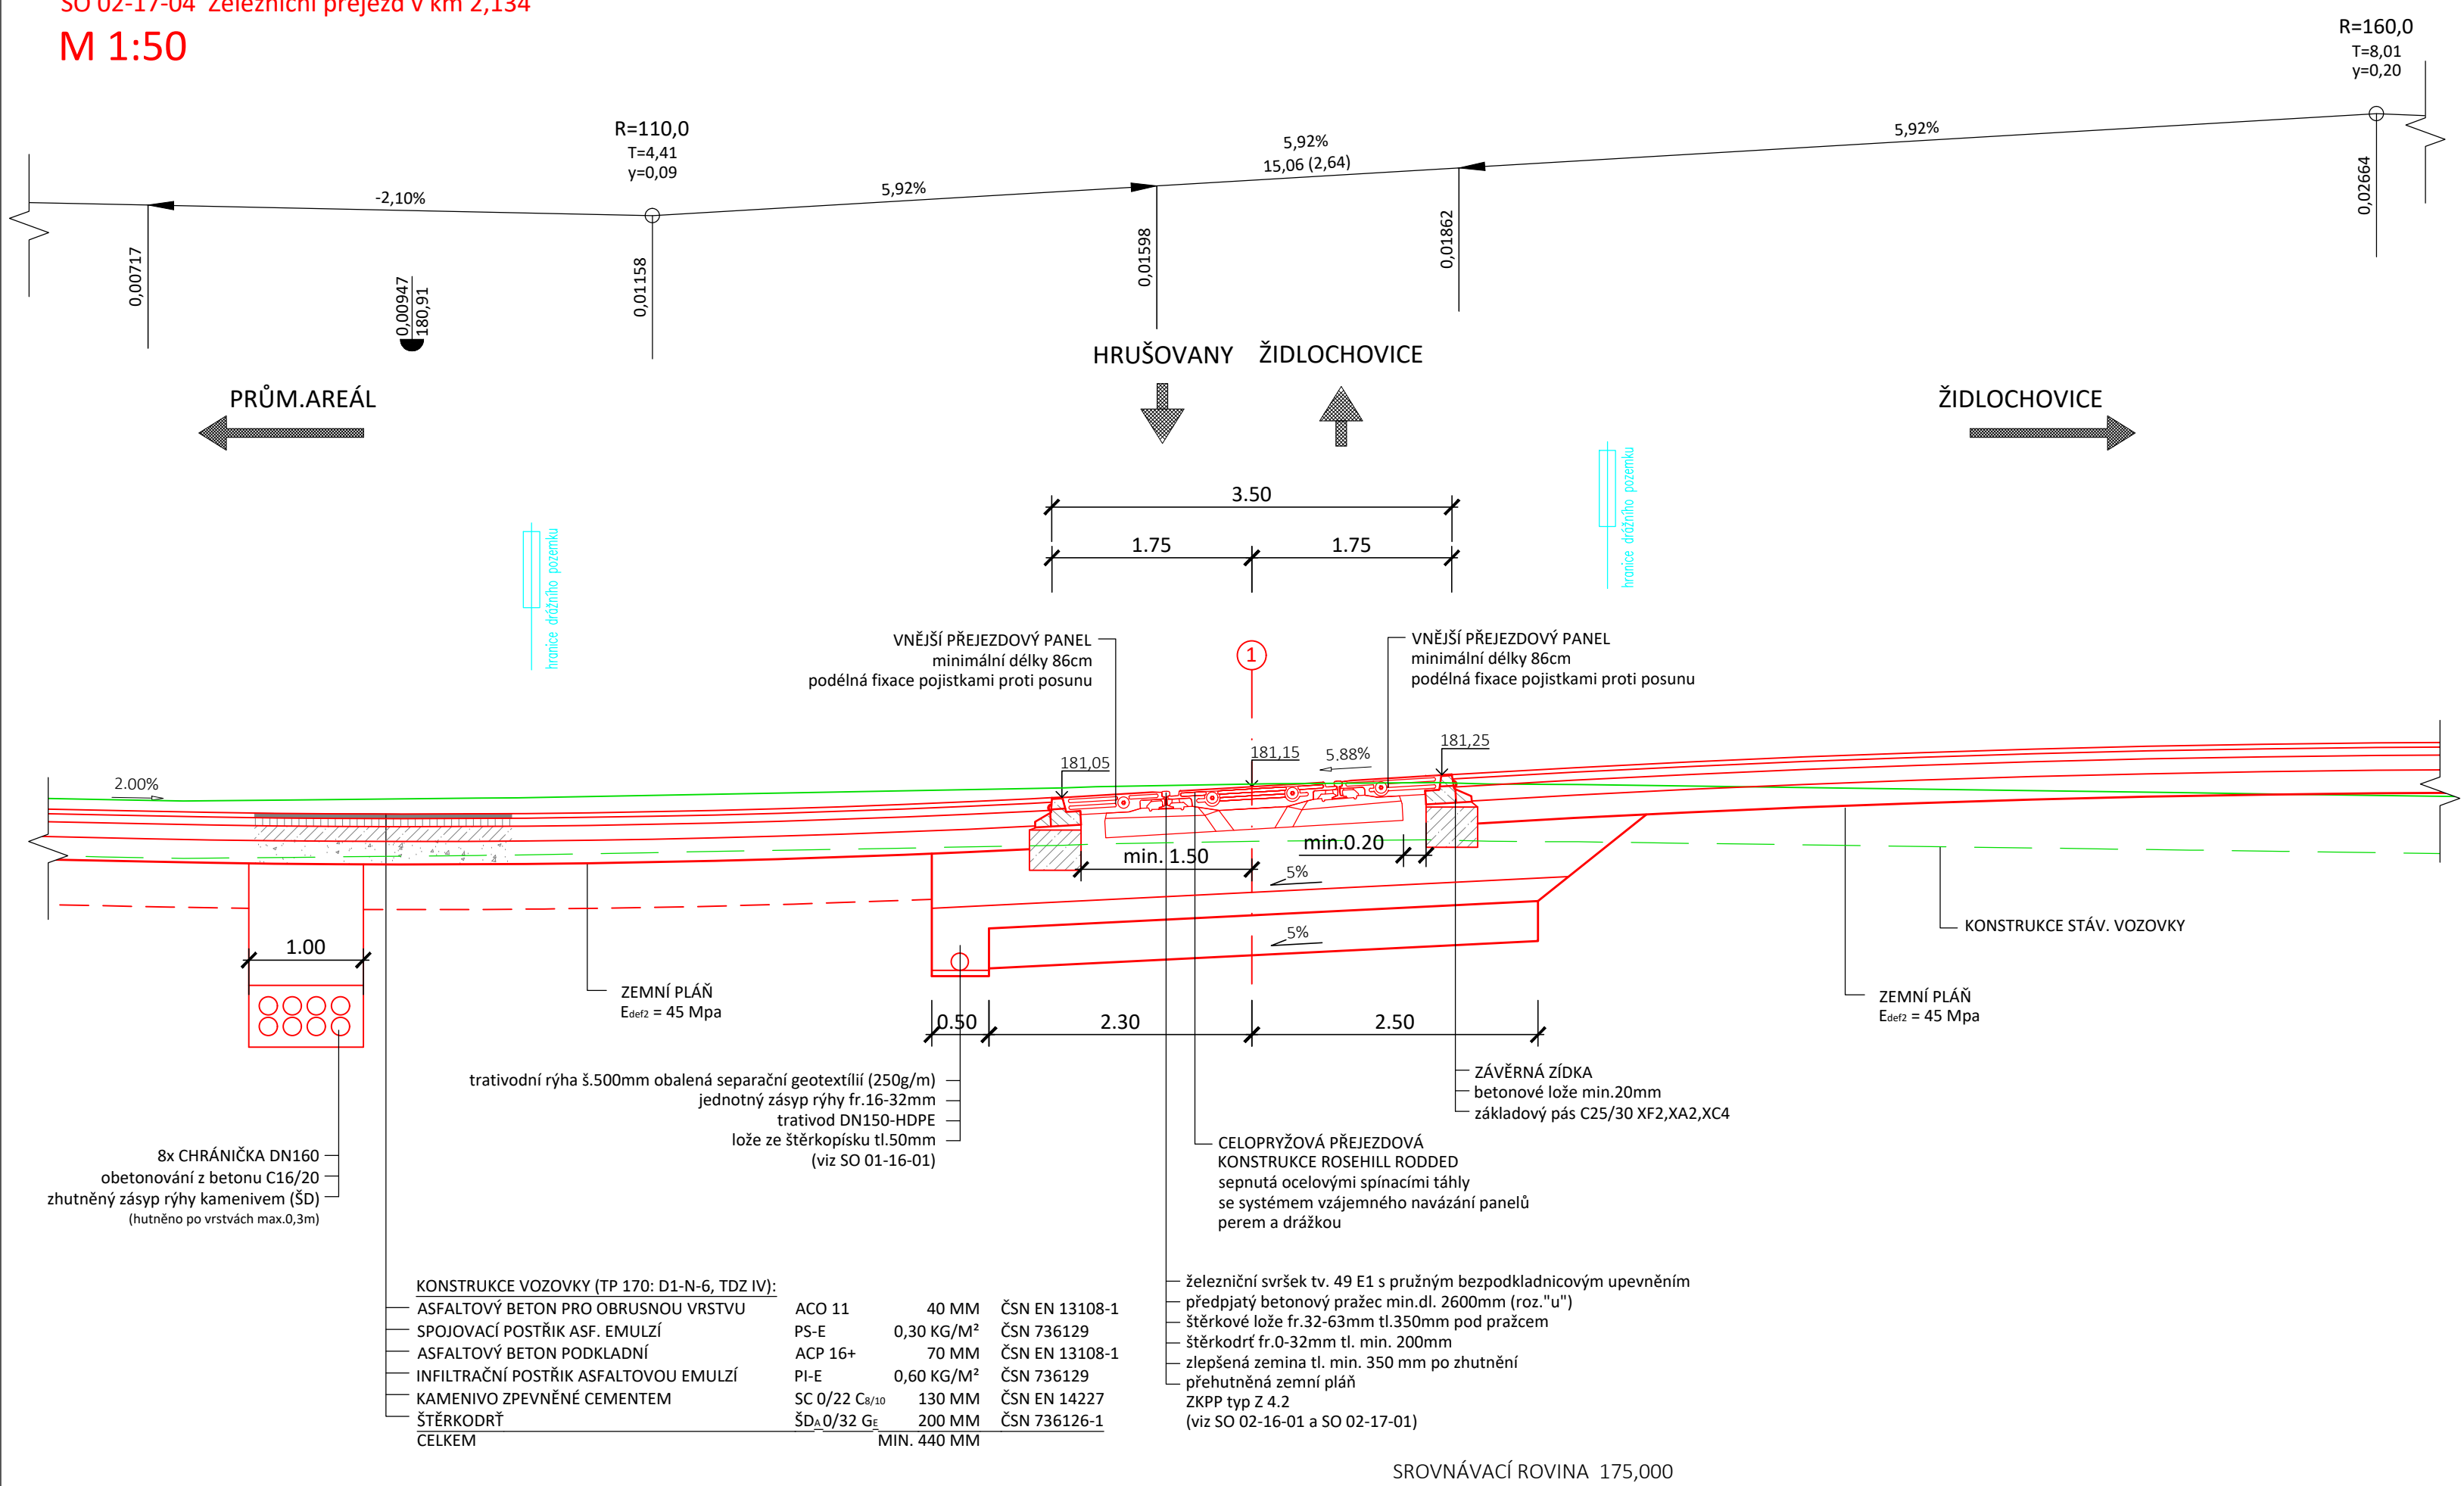 SO 02-17-04 Železniční přejezd v km 2,134
M 1:50
R=160,0
T=8,01
y=0,20
R=110,0
T=4,41
y=0,09
-2,10%
5,92%
5,92%
15,06 (2,64)
5,92%
0,00717
0,00947
180,91
0,01158
0,01598
0,01862
0,02664
HRUŠOVANY
ŽIDLOCHOVICE
PRŮM.AREÁL
ŽIDLOCHOVICE
hranice drážního pozemku
hranice drážního pozemku
3.50
1.75
1.75
VNĚJŠÍ PŘEJEZDOVÝ PANEL
minimální délky 86cm
podélná fixace pojistkami proti posunu
1
VNĚJŠÍ PŘEJEZDOVÝ PANEL
minimální délky 86cm
podélná fixace pojistkami proti posunu
2.00%
181,05
181,15
5.88%
181,25
min. 1.50
min.0.20
5%
5%
1.00
KONSTRUKCE STÁV. VOZOVKY
ZEMNÍ PLÁŇ
Edef2 = 45 Mpa
ZEMNÍ PLÁŇ
Edef2 = 45 Mpa
0.50
2.30
2.50
trativodní rýha š.500mm obalená separační geotextílií (250g/m)
jednotný zásyp rýhy fr.16-32mm
trativod DN150-HDPE
lože ze štěrkopísku tl.50mm
(viz SO 01-16-01)
ZÁVĚRNÁ ZÍDKA
betonové lože min.20mm
základový pás C25/30 XF2,XA2,XC4
8x CHRÁNIČKA DN160
obetonování z betonu C16/20
zhutněný zásyp rýhy kamenivem (ŠD)
(hutněno po vrstvách max.0,3m)
CELOPRYŽOVÁ PŘEJEZDOVÁ
KONSTRUKCE ROSEHILL RODDED
sepnutá ocelovými spínacími táhly
se systémem vzájemného navázání panelů
perem a drážkou
KONSTRUKCE VOZOVKY (TP 170: D1-N-6, TDZ IV):
ASFALTOVÝ BETON PRO OBRUSNOU VRSTVU ACO 11 40 MM ČSN EN 13108-1
SPOJOVACÍ POSTŘIK ASF. EMULZÍ PS-E 0,30 KG/M² ČSN 736129
ASFALTOVÝ BETON PODKLADNÍ ACP 16+ 70 MM ČSN EN 13108-1
INFILTRAČNÍ POSTŘIK ASFALTOVOU EMULZÍ PI-E 0,60 KG/M² ČSN 736129
KAMENIVO ZPEVNĚNÉ CEMENTEM SC 0/22 C8/10 130 MM ČSN EN 14227
ŠTĚRKODRŤ ŠDA 0/32 GE 200 MM ČSN 736126-1
CELKEM MIN. 440 MM
železniční svršek tv. 49 E1 s pružným bezpodkladnicovým upevněním
předpjatý betonový pražec min.dl. 2600mm (roz."u")
štěrkové lože fr.32-63mm tl.350mm pod pražcem
štěrkodrť fr.0-32mm tl. min. 200mm
zlepšená zemina tl. min. 350 mm po zhutnění
přehutněná zemní pláň
ZKPP typ Z 4.2
(viz SO 02-16-01 a SO 02-17-01)
SROVNÁVACÍ ROVINA 175,000